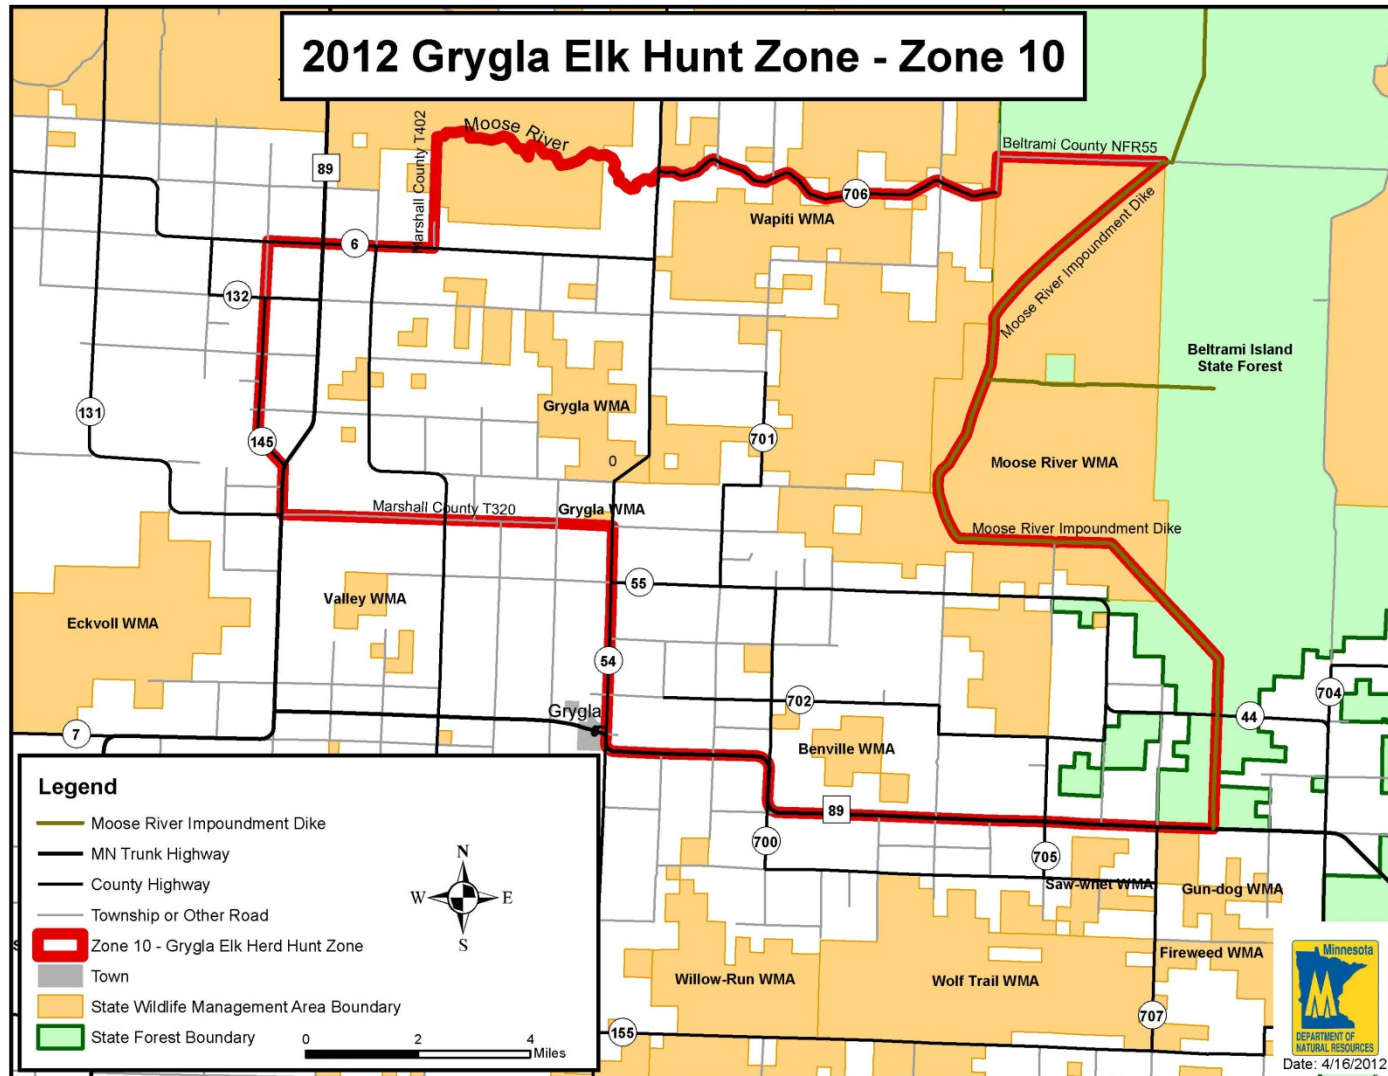 2012 Grygla Elk Hunt Zone - Zone 10
Marshall County T402
Moose River
Beltrami County NFR55
89
706
Wapiti WMA
Moose River Impoundment Dike
6
132
Beltrami Island
State Forest
131
Grygla WMA
701
145
0
Moose River WMA
Marshall County T320
Grygla WMA
Moose River Impoundment Dike
55
Valley WMA
Eckvoll WMA
54
702
704
44
Grygla
7
Benville WMA
89
700
705
Saw-whet WMA
Gun-dog WMA
Fireweed WMA
Willow-Run WMA
Wolf Trail WMA
707
155
Legend
Moose River Impoundment Dike
MN Trunk Highway
County Highway
Township or Other Road
Zone 10 - Grygla Elk Herd Hunt Zone
Town
State Wildlife Management Area Boundary
State Forest Boundary
N
W
E
S
0 2 4
Miles
Minnesota
M
DEPARTMENT OF
NATURAL RESOURCES
Date: 4/16/2012